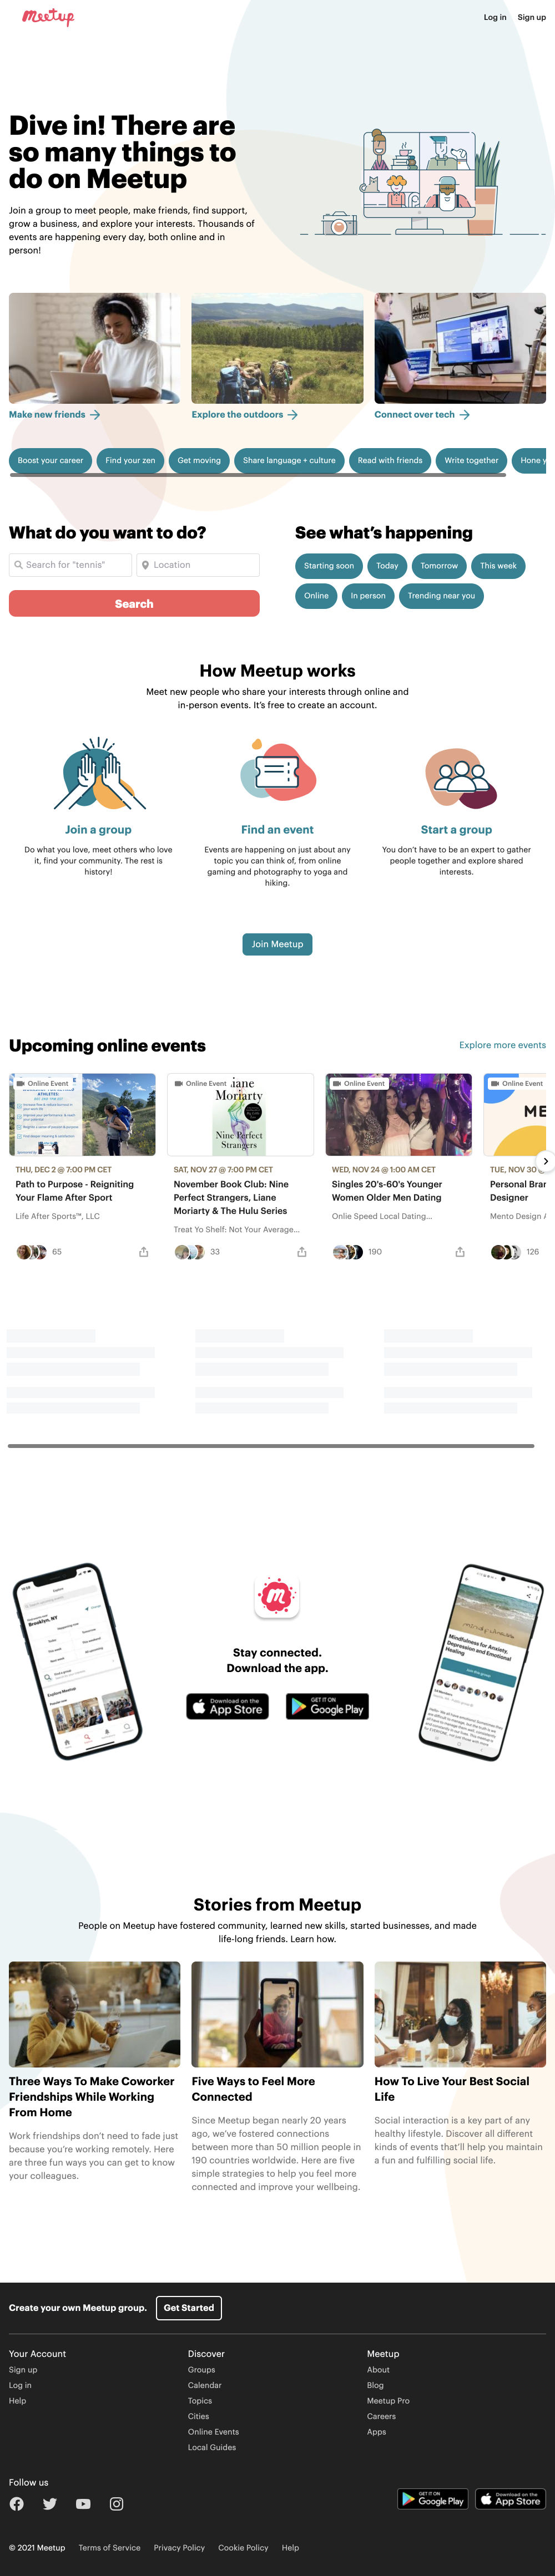 Meetup
Log in Sign up
Dive in! There are
so many things to
do on Meetup
Join a group to meet people, make friends, find support,
grow a business, and explore your interests. Thousands of
events are happening every day, both online and in
person!
Make new friends
Explore the outdoors
Connect over tech
Boost your career
Find your zen
Get moving
Share language + culture
Read with friends
Write together
Hone y
What do you want to do?
Search for "tennis"
Location
Search
See what's happening
Starting soon
Today
Tomorrow
This week
Online
In person
Trending near you
How Meetup works
Meet new people who share your interests through online and
in-person events. It's free to create an account.
Join a group
Do what you love, meet others who love
it, find your community. The rest is
history!
Find an event
Events are happening on just about any
topic you can think of, from online
gaming and photography to yoga and
hiking.
Start a group
You don't have to be an expert to gather
people together and explore shared
interests.
Join Meetup
Upcoming online events
Explore more events
Online Event
THU, DEC 2 @ 7:00 PM CET
Path to Purpose - Reigniting
Your Flame After Sport
Life After Sports™, LLC
65
Online Event
Liane
Moriarty
Nine Perfect
Strangers
SAT, NOV 27 @ 7:00 PM CET
November Book Club: Nine
Perfect Strangers, Liane
Moriarty & The Hulu Series
Treat Yo Shelf: Not Your Average...
33
Online Event
WED, NOV 24 @ 1:00 AM CET
Singles 20's-60's Younger
Women Older Men Dating
Onlie Speed Local Dating...
190
Online Event
ME
TUE, NOV 30 @
Personal Bran
Designer
Mento Design A
126
Brooklyn, NY
Explore Meetup
Stay connected.
Download the app.
Download on the
App Store
GET IT ON
Google Play
Mindfulness for Anxiety,
Depression and Emotional
Healing
Stories from Meetup
People on Meetup have fostered community, learned new skills, started businesses, and made
life-long friends. Learn how.
Three Ways To Make Coworker
Friendships While Working
From Home
Work friendships don't need to fade just
because you're working remotely. Here
are three fun ways you can get to know
your colleagues.
Five Ways to Feel More
Connected
Since Meetup began nearly 20 years
ago, we've fostered connections
between more than 50 million people in
190 countries worldwide. Here are five
simple strategies to help you feel more
connected and improve your wellbeing.
How To Live Your Best Social
Life
Social interaction is a key part of any
healthy lifestyle. Discover all different
kinds of events that'll help you maintain
a fun and fulfilling social life.
Create your own Meetup group.
Get Started
Your Account
Sign up
Log in
Help
Discover
Groups
Calendar
Topics
Cities
Online Events
Local Guides
Meetup
About
Blog
Meetup Pro
Careers
Apps
Follow us
GET IT ON
Google Play
Download on the
App Store
© 2021 Meetup Terms of Service Privacy Policy Cookie Policy Help